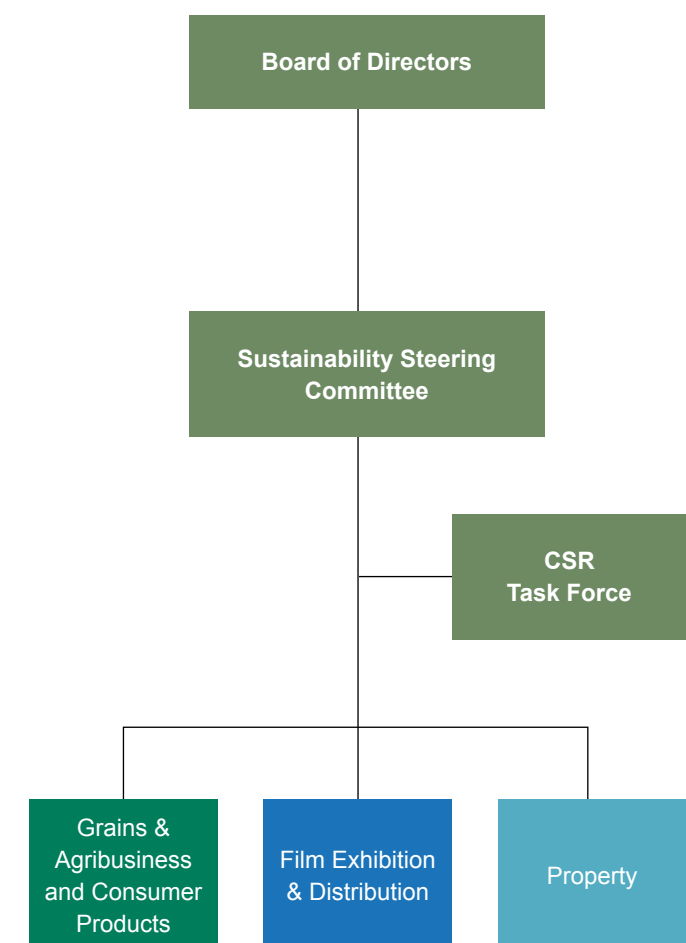 Board of Directors
Sustainability Steering
Committee
CSR
Task Force
Grains &
Agribusiness
and Consumer
Products
Film Exhibition
& Distribution
Property